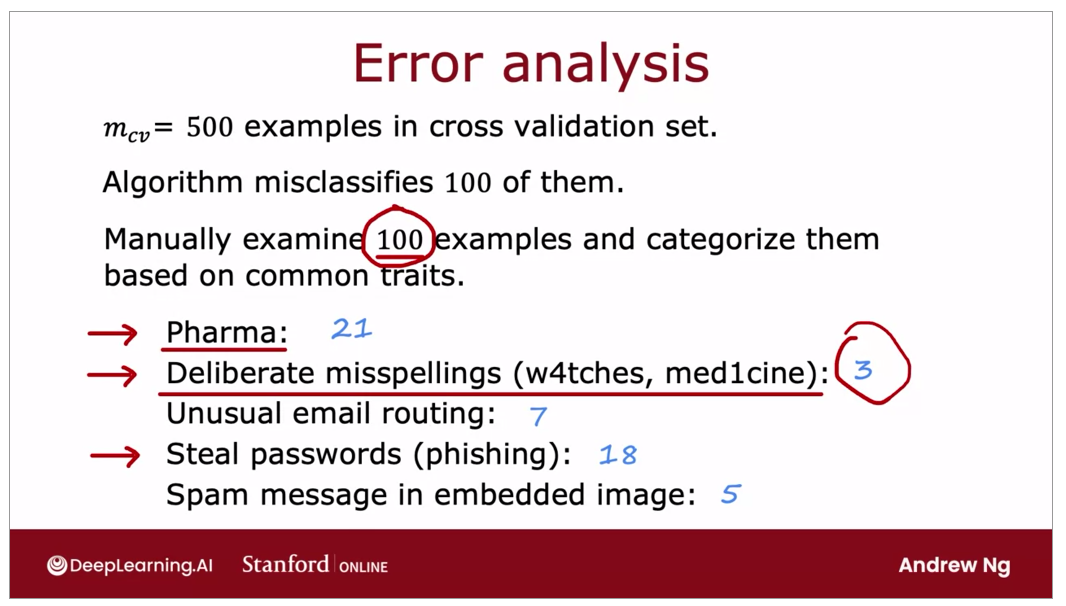 Error analysis
m_cv = 500 examples in cross validation set.
Algorithm misclassifies 100 of them.
Manually examine 100 examples and categorize them
based on common traits.
→ Pharma: 21
→ Deliberate misspellings (w4tches, med1cine): 3
Unusual email routing: 7
→ Steal passwords (phishing): 18
Spam message in embedded image: 5
DeepLearning.AI Stanford | ONLINE Andrew Ng